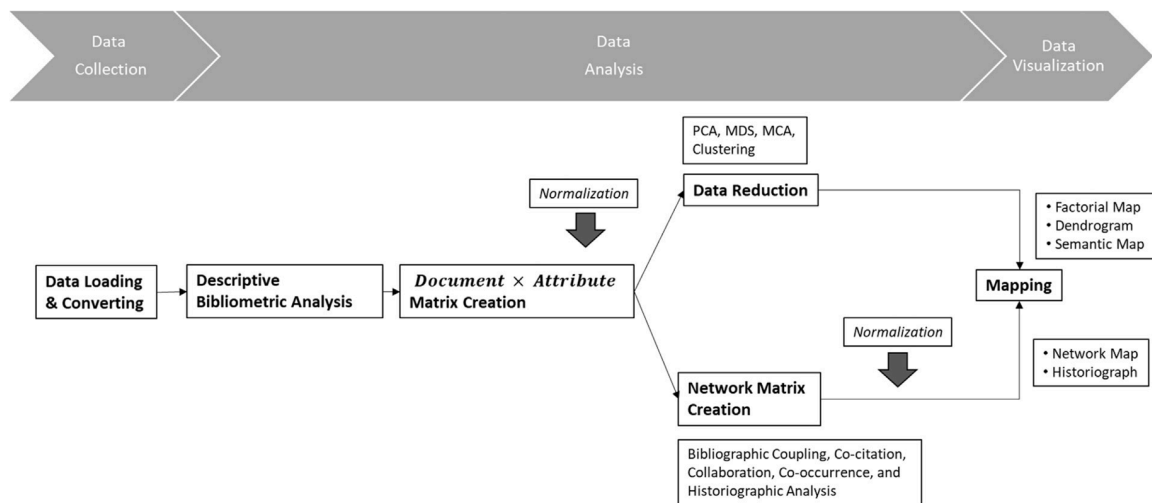 Data
Collection
Data
Analysis
Data
Visualization
PCA, MDS, MCA,
Clustering
Normalization
Data Reduction
• Factorial Map
• Dendrogram
• Semantic Map
Data Loading
& Converting
Descriptive
Bibliometric Analysis
Document × Attribute
Matrix Creation
Mapping
Normalization
• Network Map
• Historiograph
Network Matrix
Creation
Bibliographic Coupling, Co-citation,
Collaboration, Co-occurrence, and
Historiographic Analysis